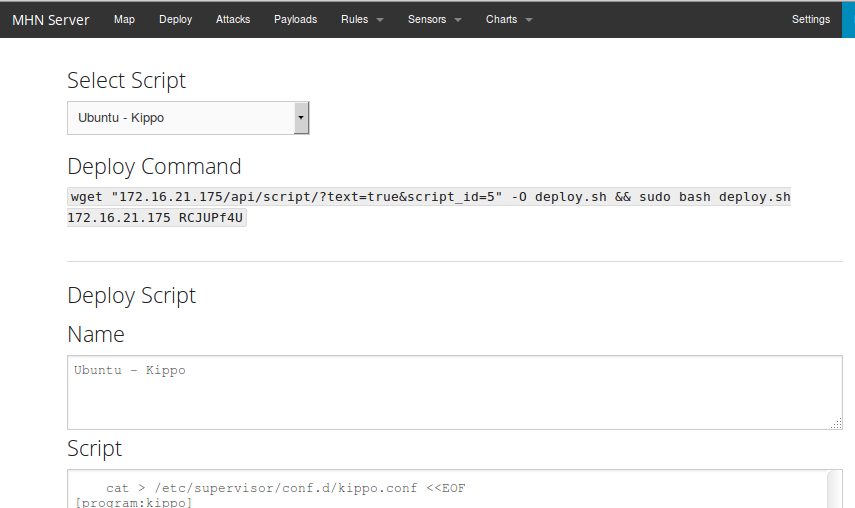 MHN Server Map Deploy Attacks Payloads Rules Sensors Charts Settings
Select Script
Ubuntu - Kippo
Deploy Command
wget "172.16.21.175/api/script/?text=true&script_id=5" -O deploy.sh && sudo bash deploy.sh
172.16.21.175 RCJUPf4U
Deploy Script
Name
Ubuntu - Kippo
Script
cat > /etc/supervisor/conf.d/kippo.conf <<EOF
[program:kippo]